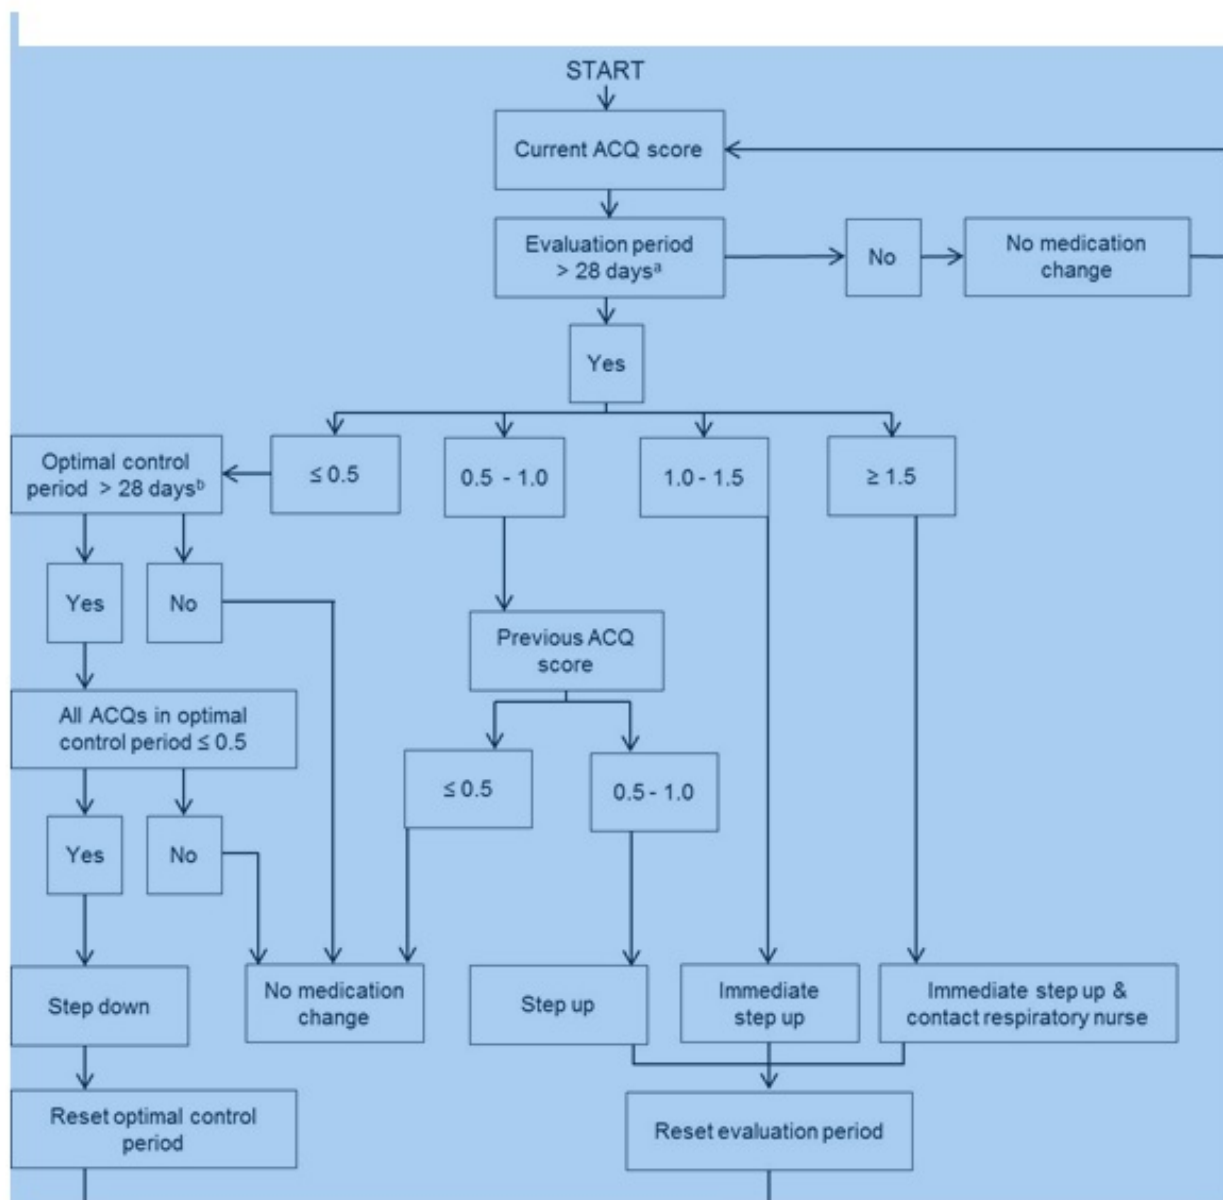 START
Current ACQ score
Evaluation period
> 28 daysᵃ
No
No medication
change
Yes
Optimal control
period > 28 daysᵇ
≤ 0.5
0.5 - 1.0
1.0 - 1.5
≥ 1.5
Yes
No
Previous ACQ
score
All ACQs in optimal
control period ≤ 0.5
≤ 0.5
0.5 - 1.0
Yes
No
Step down
No medication
change
Step up
Immediate
step up
Immediate step up &
contact respiratory nurse
Reset optimal control
period
Reset evaluation period